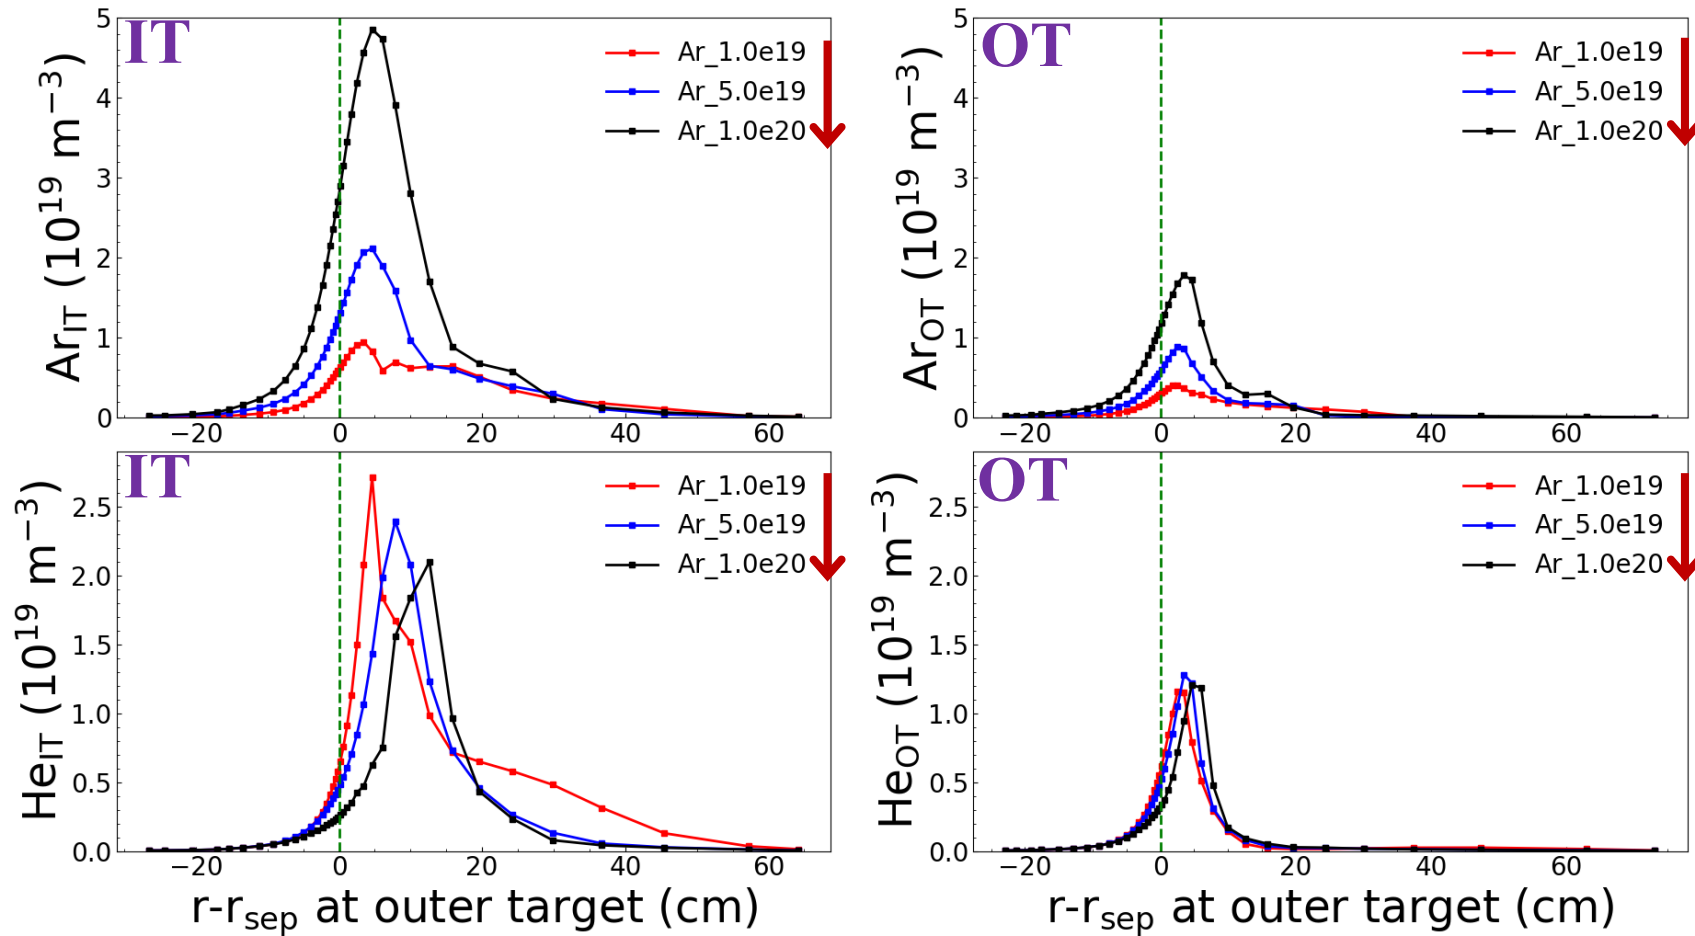 IT
Ar_1.0e19
Ar_5.0e19
Ar_1.0e20
Ar_IT (10^19 m^−3)
5
4
3
2
1
0
−20 0 20 40 60
OT
Ar_1.0e19
Ar_5.0e19
Ar_1.0e20
Ar_OT (10^19 m^−3)
5
4
3
2
1
0
−20 0 20 40 60
IT
Ar_1.0e19
Ar_5.0e19
Ar_1.0e20
He_IT (10^19 m^−3)
2.5
2.0
1.5
1.0
0.5
0.0
−20 0 20 40 60
r-r_sep at outer target (cm)
OT
Ar_1.0e19
Ar_5.0e19
Ar_1.0e20
He_OT (10^19 m^−3)
2.5
2.0
1.5
1.0
0.5
0.0
−20 0 20 40 60
r-r_sep at outer target (cm)